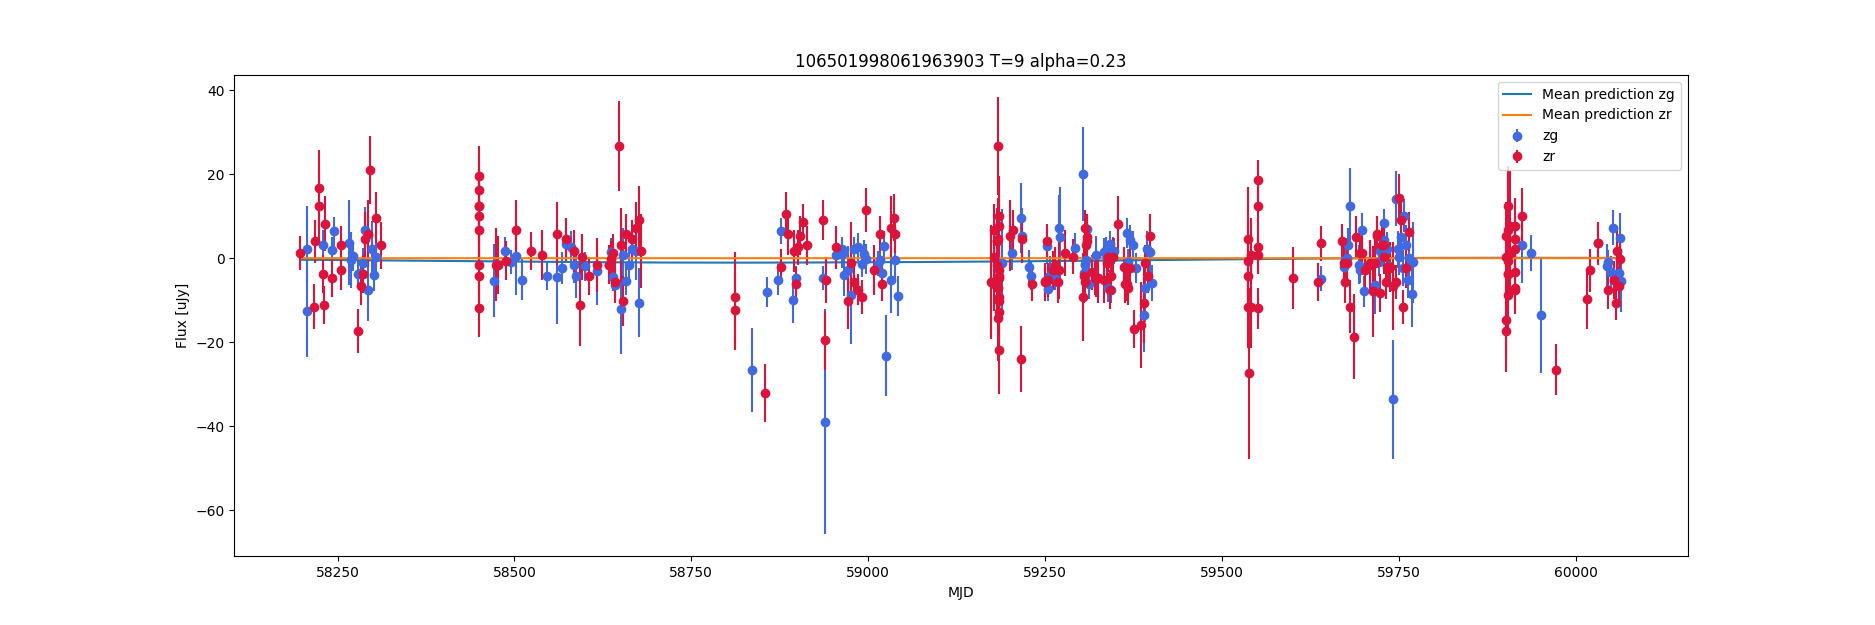 106501998061963903 T=9 alpha=0.23
Flux [uJy]
40
20
0
−20
−40
−60
Mean prediction zg
Mean prediction zr
zg
zr
58250 58500 58750 59000 59250 59500 59750 60000
MJD